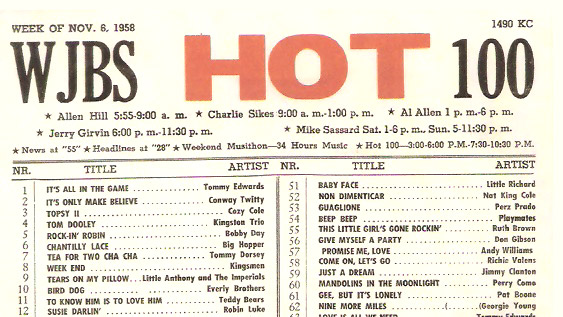 WEEK OF NOV. 6, 1958
1490 KC
WJBS HOT 100
★ Allen Hill 5:55-9:00 a. m. ★ Charlie Sikes 9:00 a. m.-1:00 p. m. ★ Al Allen 1 p. m.-6 p. m.
★ Jerry Girvin 6:00 p. m.-11:30 p. m. ★ Mike Sassard Sat. 1-6 p. m., Sun. 5-11:30 p. m.
★ News at "55" ★ Headlines at "28" ★ Weekend Musithon—34 Hours Music ★ Hot 100—3:00-6:00 P.M.-7:30-10:30 P.M.
NR. TITLE ARTIST
1 IT'S ALL IN THE GAME Tommy Edwards
2 IT'S ONLY MAKE BELIEVE Conway Twitty
3 TOPSY II Cozy Cole
4 TOM DOOLEY Kingston Trio
5 ROCK-IN' ROBIN Bobby Day
6 CHANTILLY LACE Big Hopper
7 TEA FOR TWO CHA CHA Tommy Dorsey
8 WEEK END Kingsmen
9 TEARS ON MY PILLOW...Little Anthony and the Imperials
10 BIRD DOG Everly Brothers
11 TO KNOW HIM IS TO LOVE HIM Teddy Bears
12 SUSIE DARLIN' Robin Luke
NR. TITLE ARTIST
51 BABY FACE Little Richard
52 NON DIMENTICAR Nat King Cole
53 GUAGLIONE Perz Prado
54 BEEP BEEP Playmates
55 THIS LITTLE GIRL'S GONE ROCKIN' Ruth Brown
56 GIVE MYSELF A PARTY Don Gibson
57 PROMISE ME, LOVE Andy Williams
58 COME ON, LET'S GO Richie Valens
59 JUST A DREAM Jimmy Clanton
60 MANDOLINS IN THE MOONLIGHT Perry Como
61 GEE, BUT IT'S LONELY Pat Boone
62 NINE MORE MILES (Georgie Young
63 LOVE IS ALL WE NEED Tommy Edwards